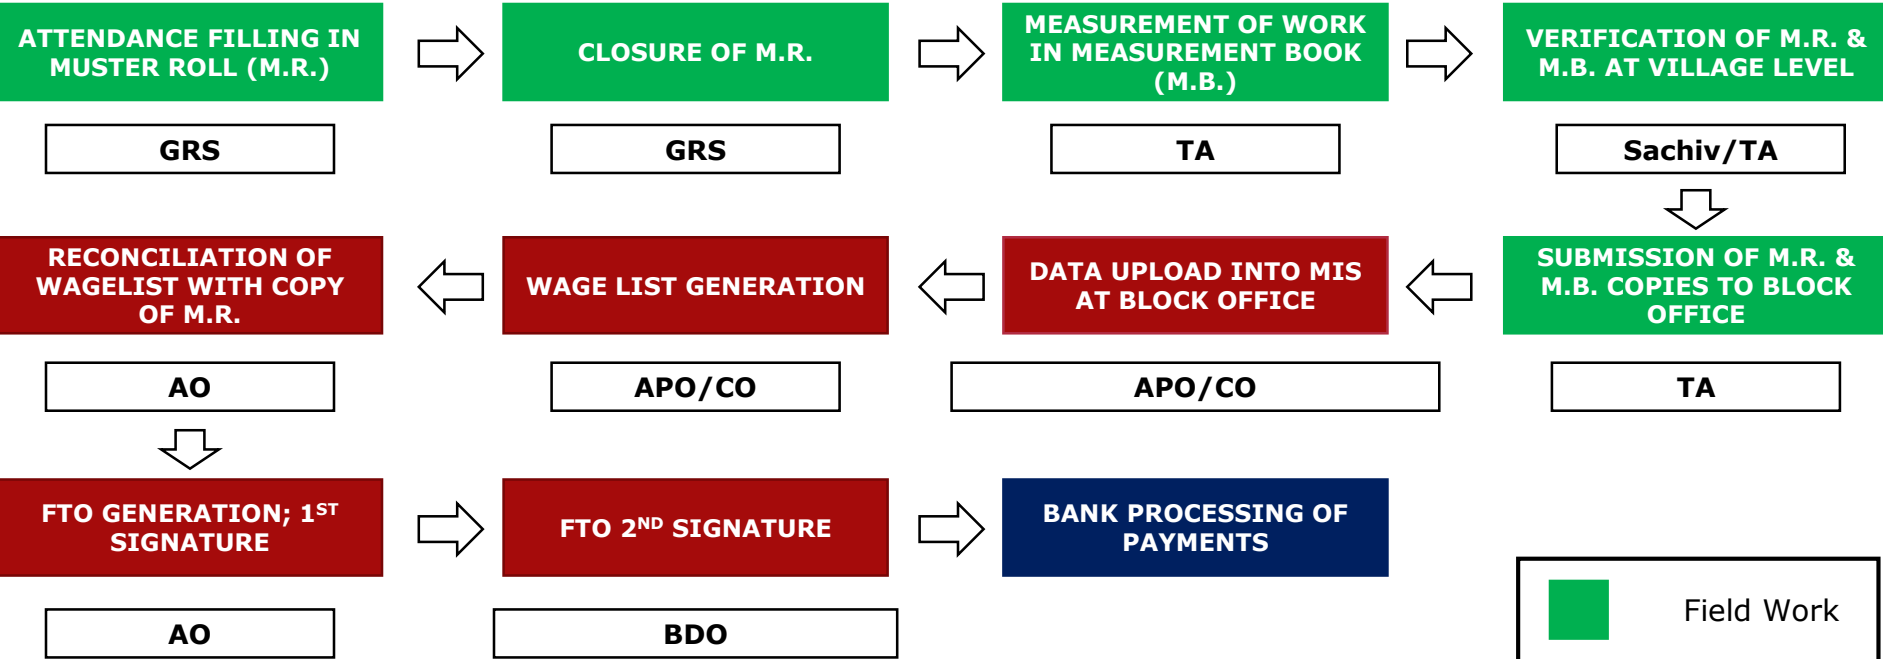 ATTENDANCE FILLING IN
MUSTER ROLL (M.R.)
CLOSURE OF M.R.
MEASUREMENT OF WORK
IN MEASUREMENT BOOK
(M.B.)
VERIFICATION OF M.R. &
M.B. AT VILLAGE LEVEL
GRS
GRS
TA
Sachiv/TA
RECONCILIATION OF
WAGELIST WITH COPY
OF M.R.
WAGE LIST GENERATION
DATA UPLOAD INTO MIS
AT BLOCK OFFICE
SUBMISSION OF M.R. &
M.B. COPIES TO BLOCK
OFFICE
AO
APO/CO
APO/CO
TA
FTO GENERATION; 1ST
SIGNATURE
FTO 2ND SIGNATURE
BANK PROCESSING OF
PAYMENTS
AO
BDO
Field Work